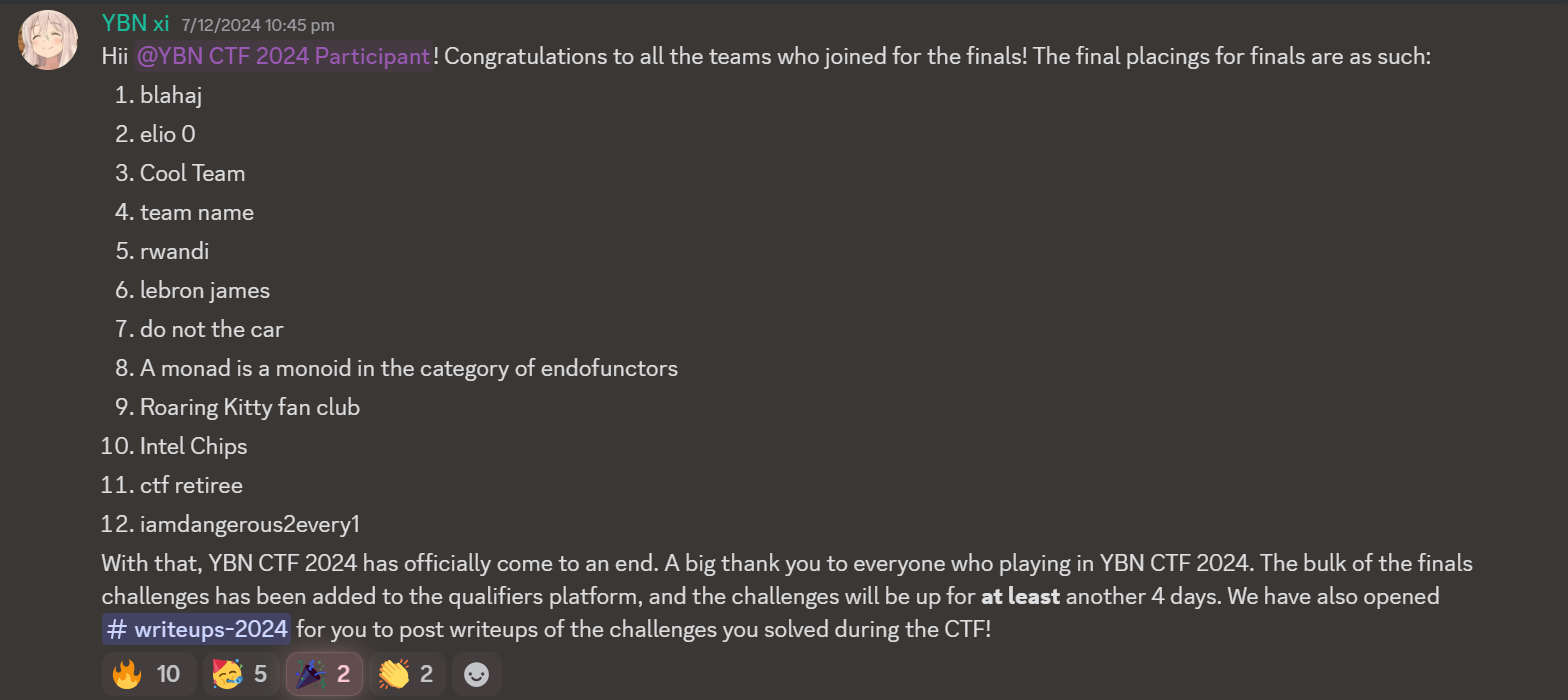 YBN xi 7/12/2024 10:45 pm
Hii @YBN CTF 2024 Participant! Congratulations to all the teams who joined for the finals! The final placings for finals are as such:
1. blahaj
2. elio 0
3. Cool Team
4. team name
5. rwandi
6. lebron james
7. do not the car
8. A monad is a monoid in the category of endofunctors
9. Roaring Kitty fan club
10. Intel Chips
11. ctf retiree
12. iamdangerous2every1
With that, YBN CTF 2024 has officially come to an end. A big thank you to everyone who playing in YBN CTF 2024. The bulk of the finals
challenges has been added to the qualifiers platform, and the challenges will be up for at least another 4 days. We have also opened
# writeups-2024 for you to post writeups of the challenges you solved during the CTF!
🔥 10 🥳 5 🎉 2 👏 2